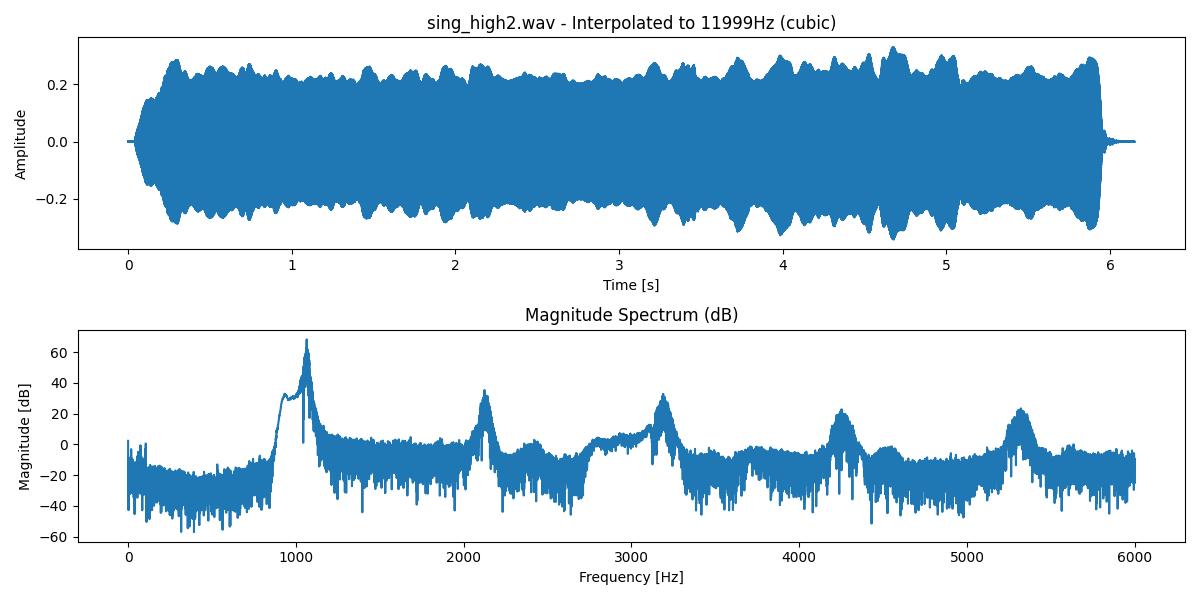 sing_high2.wav - Interpolated to 11999Hz (cubic)
Amplitude
0.2
0.0
−0.2
0 1 2 3 4 5 6
Time [s]
Magnitude Spectrum (dB)
Magnitude [dB]
60
40
20
0
−20
−40
−60
0 1000 2000 3000 4000 5000 6000
Frequency [Hz]